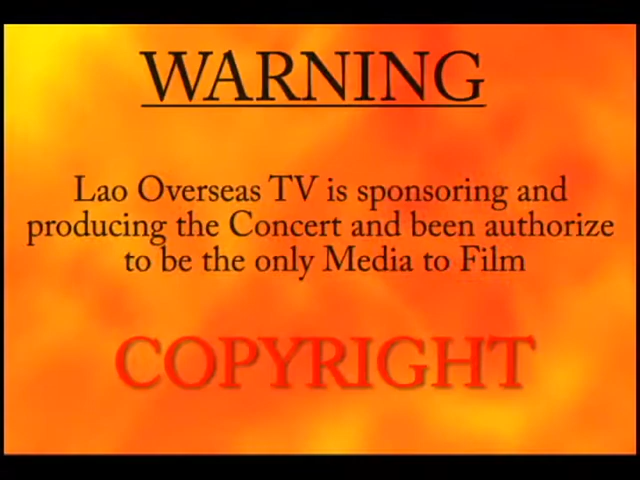 WARNING
Lao Overseas TV is sponsoring and
producing the Concert and been authorize
to be the only Media to Film
COPYRIGHT